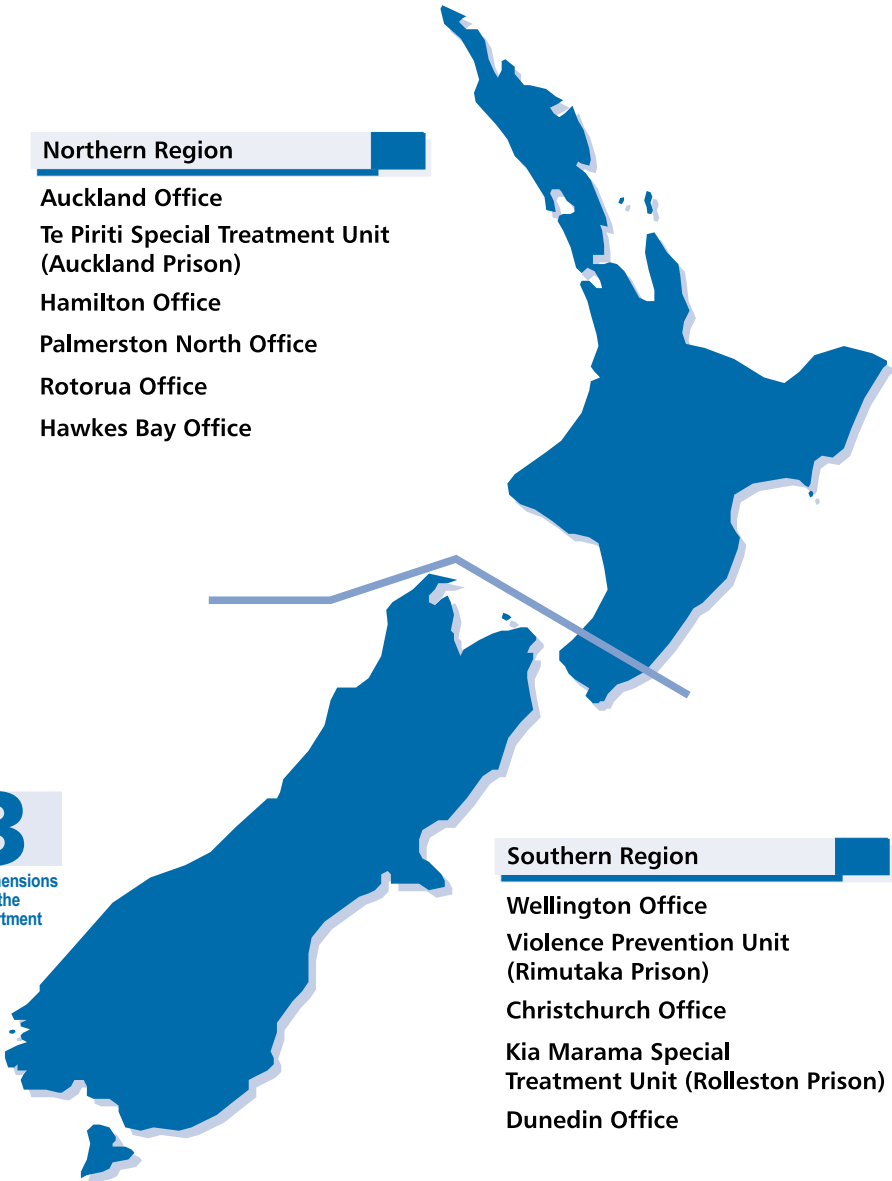 Northern Region
Auckland Office
Te Piriti Special Treatment Unit
(Auckland Prison)
Hamilton Office
Palmerston North Office
Rotorua Office
Hawkes Bay Office
3
the
Southern Region
Wellington Office
Violence Prevention Unit
(Rimutaka Prison)
Christchurch Office
Kia Marama Special
Treatment Unit (Rolleston Prison)
Dunedin Office